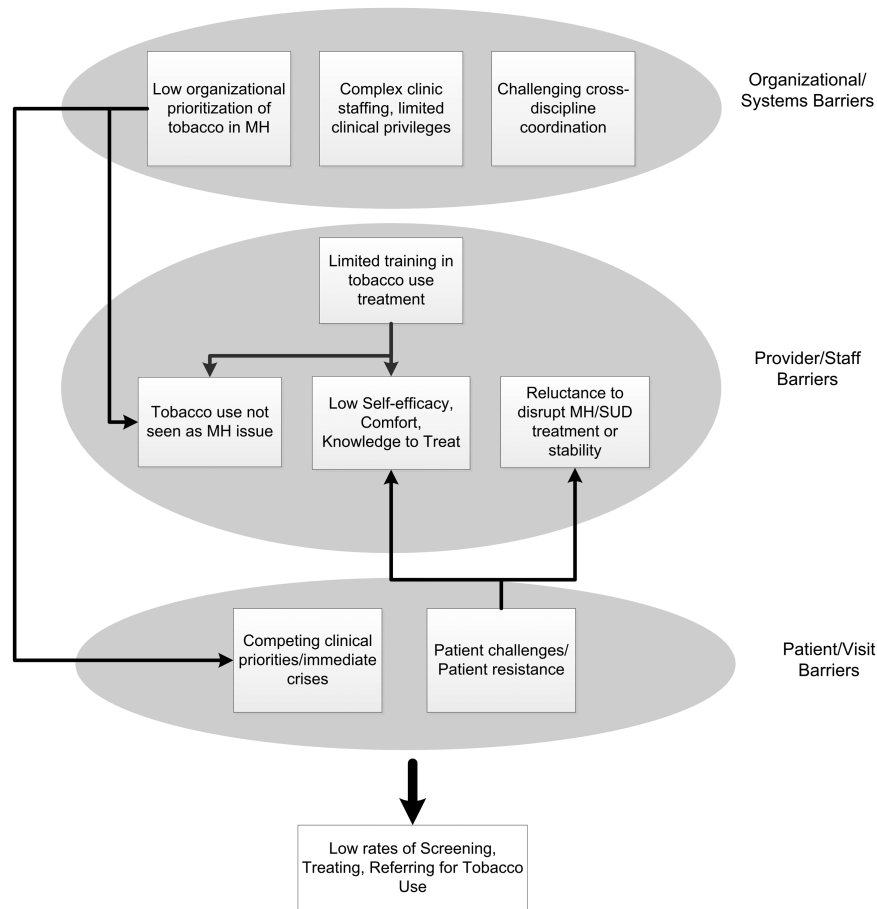 Low organizational
prioritization of
tobacco in MH
Complex clinic
staffing, limited
clinical privileges
Challenging cross-
discipline
coordination
Organizational/
Systems Barriers
Limited training in
tobacco use
treatment
Provider/Staff
Barriers
Tobacco use not
seen as MH issue
Low Self-efficacy,
Comfort,
Knowledge to Treat
Reluctance to
disrupt MH/SUD
treatment or
stability
Competing clinical
priorities/immediate
crises
Patient challenges/
Patient resistance
Patient/Visit
Barriers
Low rates of Screening,
Treating, Referring for Tobacco
Use